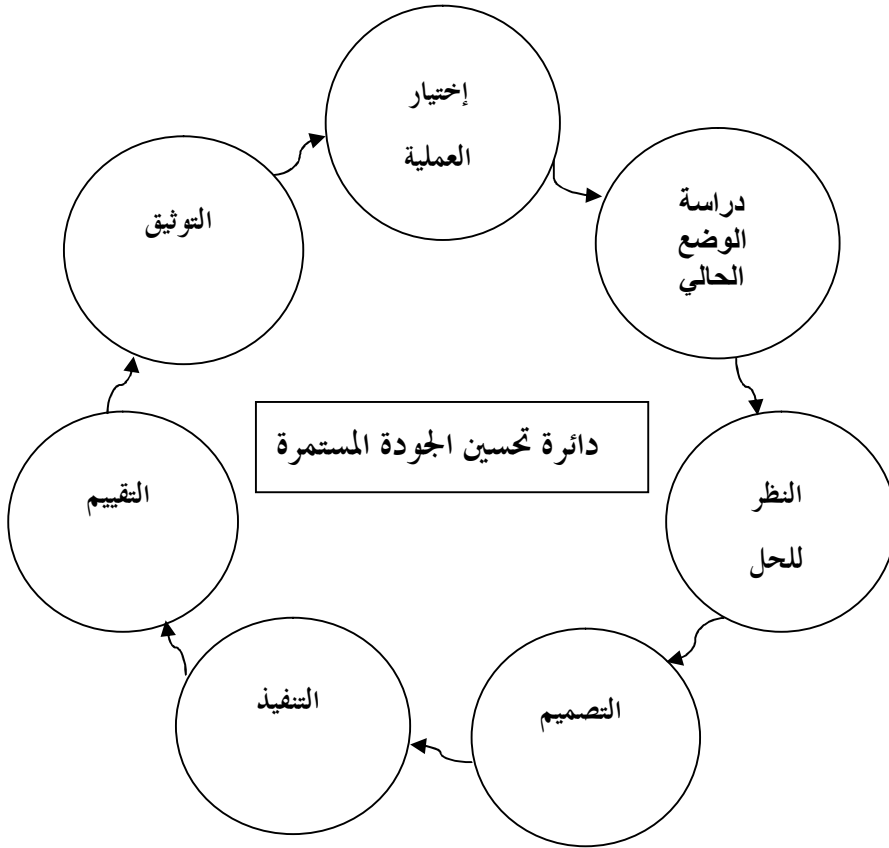 إختيار
العملية
دراسة
الوضع
الحالي
النظر
للحل
التصميم
التنفيذ
التقييم
التوثيق
دائرة تحسين الجودة المستمرة